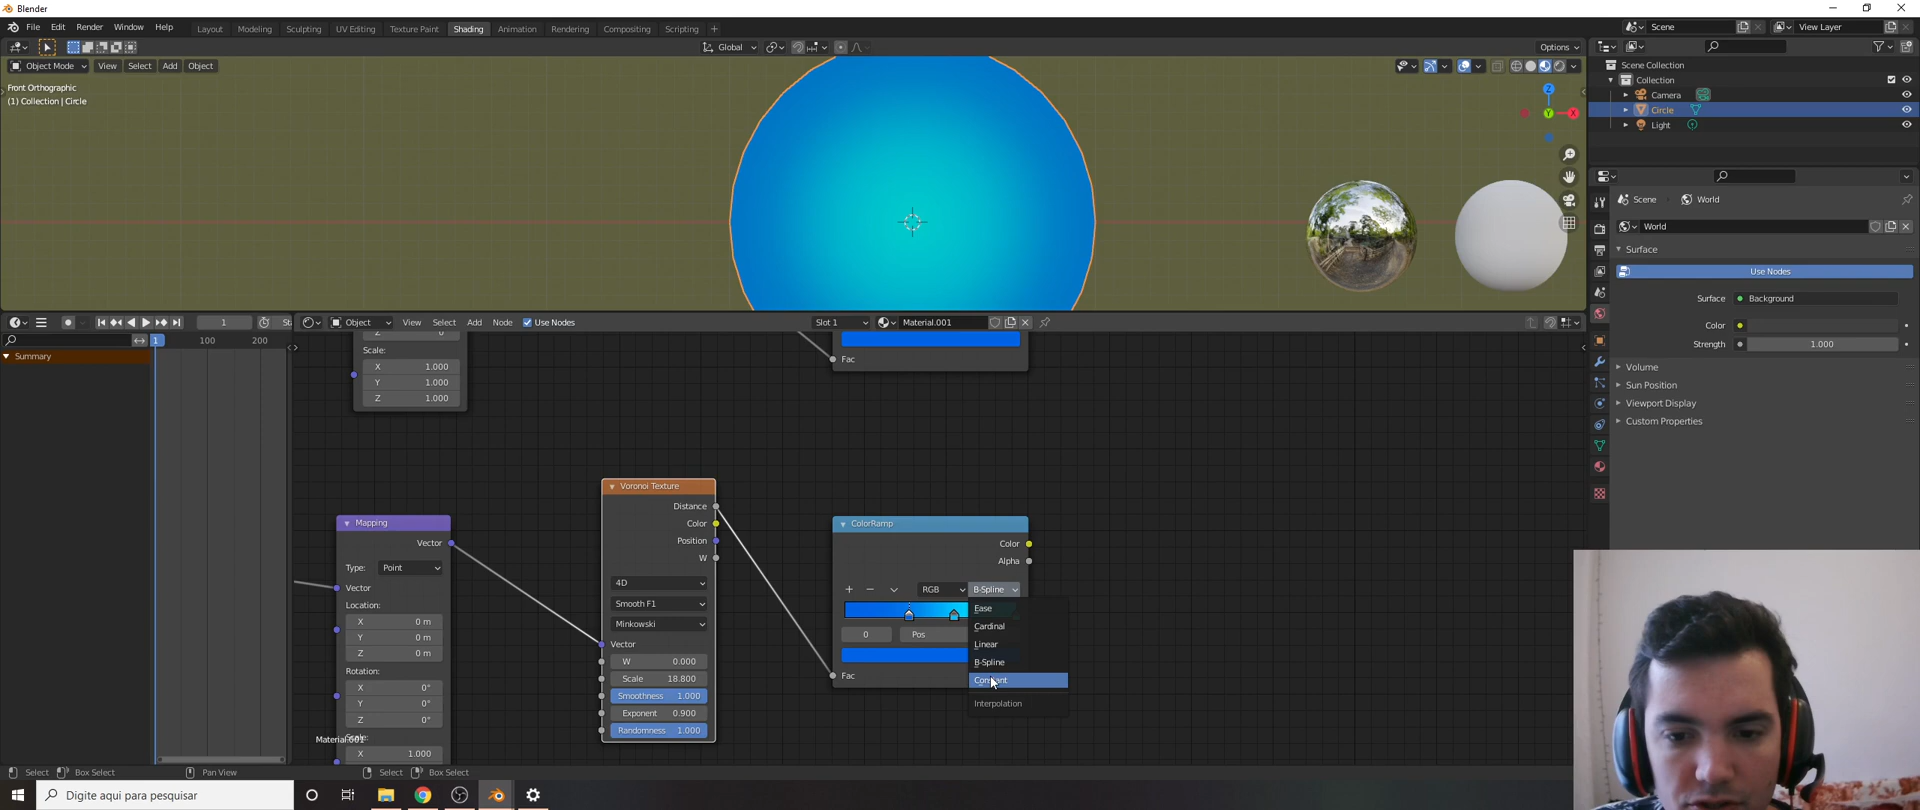 Blender
File Edit Render Window Help
Layout Modeling Sculpting UV Editing Texture Paint Shading Animation Rendering Compositing Scripting +
Scene
View Layer
Global
Options
Object Mode View Select Add Object
Front Orthographic
(1) Collection | Circle
Z
Y
X
Scene Collection
Collection
Camera
Circle
Light
Scene World
World
Surface
Use Nodes
Surface Background
Color
Strength 1.000
Volume
Sun Position
Viewport Display
Custom Properties
1
1 100 200
Summary
Object View Select Add Node Use Nodes Slot 1 Material.001
Z 0
Scale:
X 1.000
Y 1.000
Z 1.000
Fac
Mapping
Vector
Type: Point
Vector
Location:
X 0 m
Y 0 m
Z 0 m
Rotation:
X 0°
Y 0°
Z 0°
Scale:
X 1.000
Material.001
Voronoi Texture
Distance
Color
Position
W
4D
Smooth F1
Minkowski
Vector
W 0.000
Scale 18.800
Smoothness 1.000
Exponent 0.900
Randomness 1.000
ColorRamp
Color
Alpha
RGB B-Spline
0 Pos
Fac
Ease
Cardinal
Linear
B-Spline
Constant
Interpolation
Select Box Select Pan View Select Box Select
Digite aqui para pesquisar